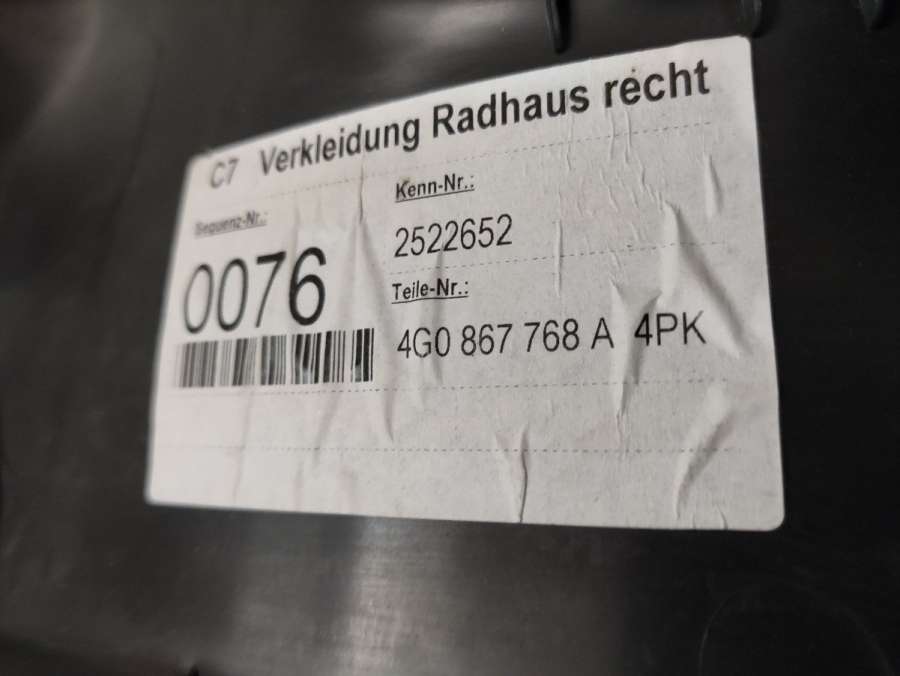 C7 Verkleidung Radhaus recht
Sequenz-Nr.:
0076
Kenn-Nr.:
2522652
Teile-Nr.:
4G0 867 768 A 4PK